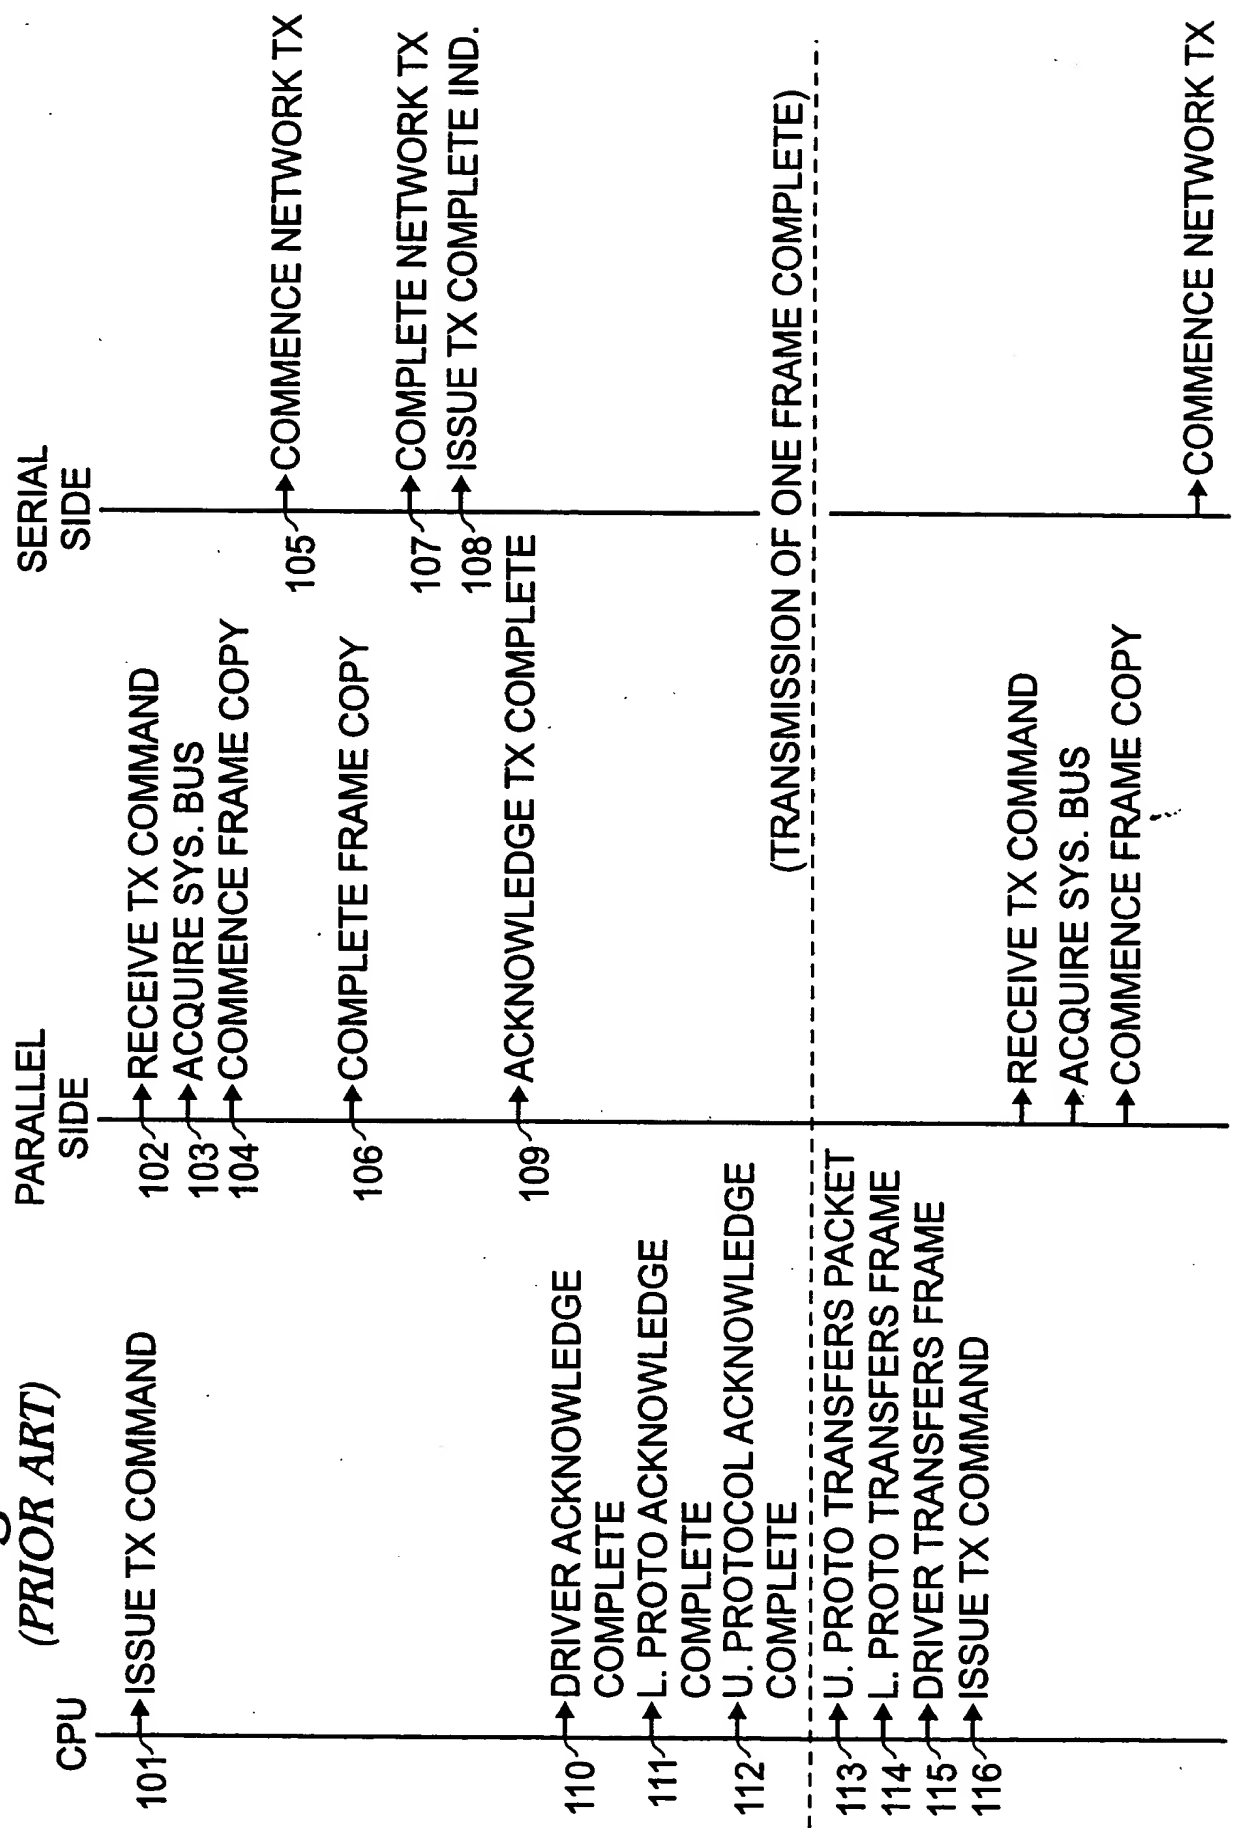 (PRIOR ART)
CPU
101
ISSUE TX COMMAND
110
DRIVER ACKNOWLEDGE
COMPLETE
111
L. PROTO ACKNOWLEDGE
COMPLETE
112
U. PROTOCOL ACKNOWLEDGE
COMPLETE
113
U. PROTO TRANSFERS PACKET
114
L. PROTO TRANSFERS FRAME
115
DRIVER TRANSFERS FRAME
116
ISSUE TX COMMAND
PARALLEL
SIDE
102
RECEIVE TX COMMAND
103
ACQUIRE SYS. BUS
104
COMMENCE FRAME COPY
106
COMPLETE FRAME COPY
109
ACKNOWLEDGE TX COMPLETE
(TRANSMISSION OF ONE FRAME COMPLETE)
RECEIVE TX COMMAND
ACQUIRE SYS. BUS
COMMENCE FRAME COPY
SERIAL
SIDE
105
COMMENCE NETWORK TX
107
COMPLETE NETWORK TX
108
ISSUE TX COMPLETE IND.
COMMENCE NETWORK TX